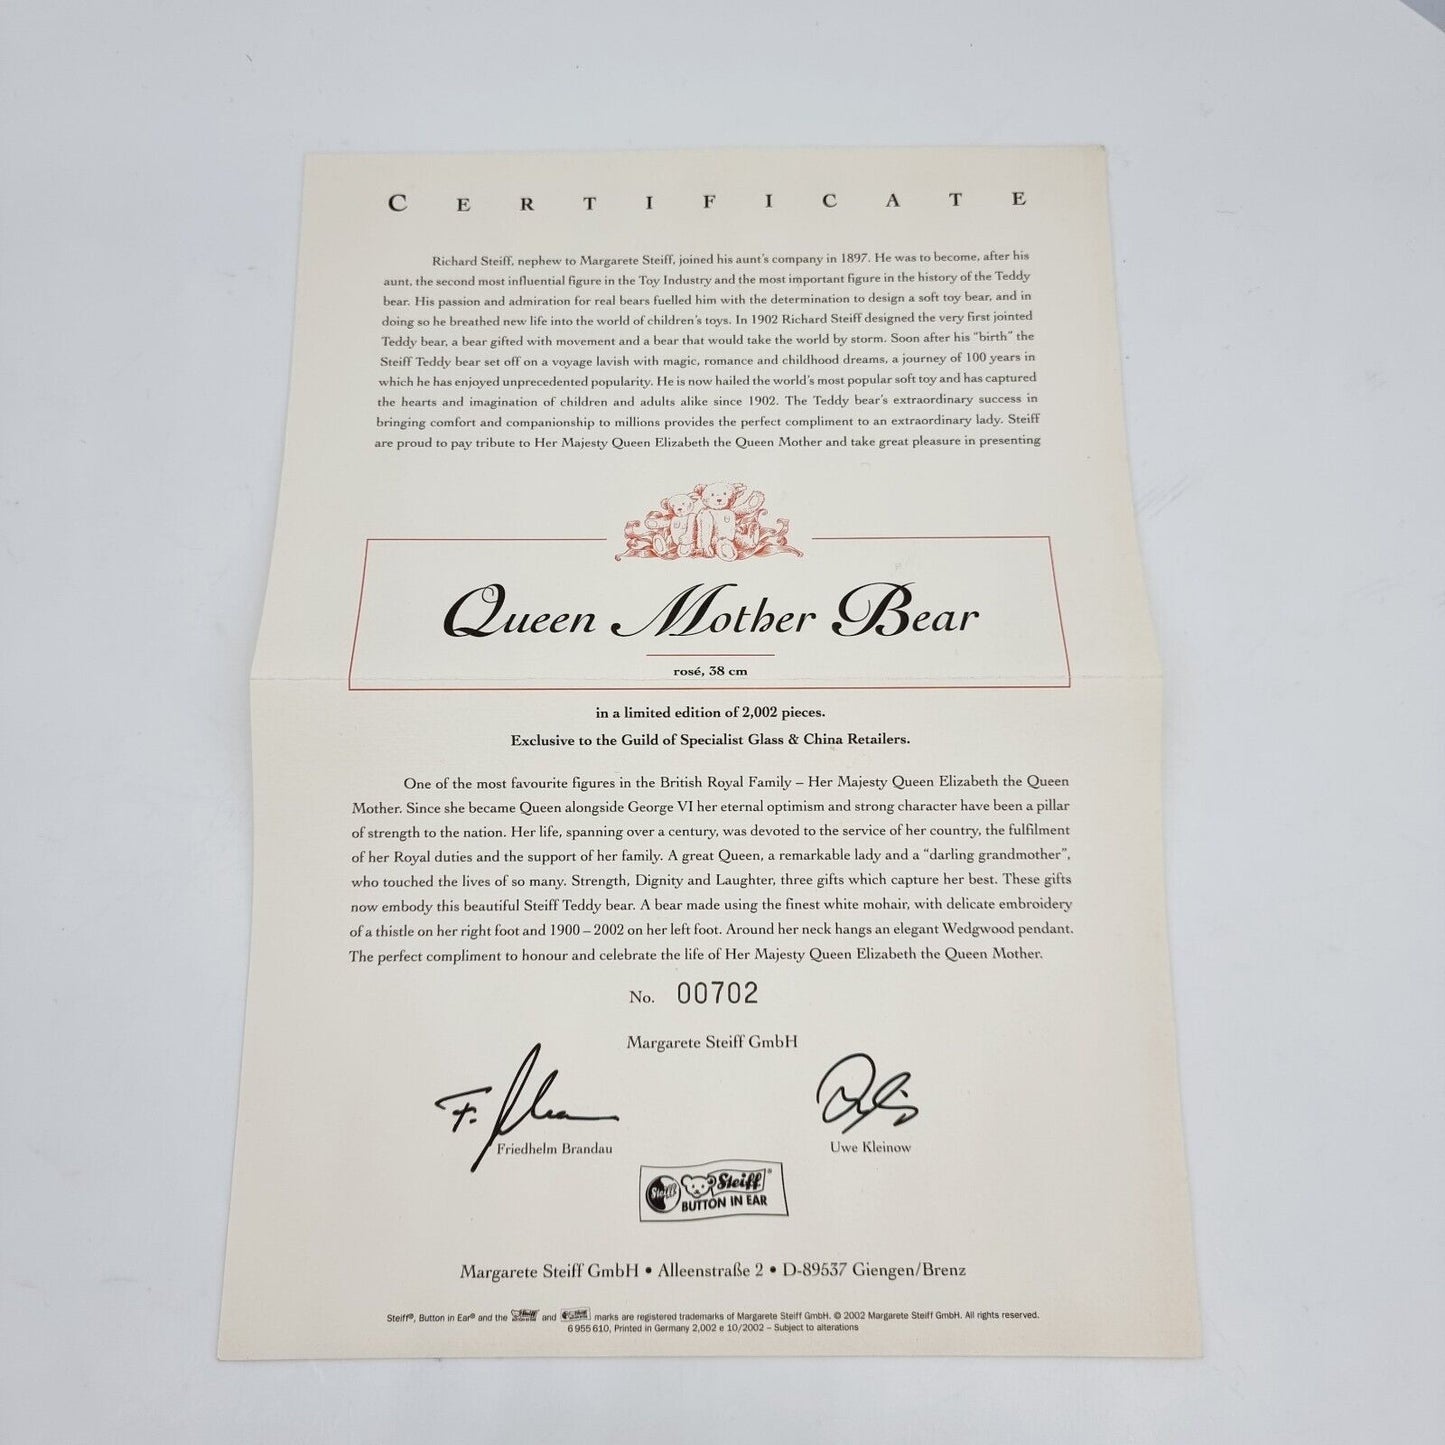 CERTIFICATE
Richard Steiff, nephew to Margarete Steiff, joined his aunt's company in 1897. He was to become, after his
aunt, the second most influential figure in the Toy Industry and the most important figure in the history of the Teddy
bear. His passion and admiration for real bears fuelled him with the determination to design a soft toy bear, and in
doing so he breathed new life into the world of children's toys. In 1902 Richard Steiff designed the very first jointed
Teddy bear, a bear gifted with movement and a bear that would take the world by storm. Soon after his "birth" the
Steiff Teddy bear set off on a voyage lavish with magic, romance and childhood dreams, a journey of 100 years in
which he has enjoyed unprecedented popularity. He is now hailed the world's most popular soft toy and has captured
the hearts and imagination of children and adults alike since 1902. The Teddy bear's extraordinary success in
bringing comfort and companionship to millions provides the perfect compliment to an extraordinary lady. Steiff
are proud to pay tribute to Her Majesty Queen Elizabeth the Queen Mother and take great pleasure in presenting
Queen Mother Bear
rosé, 38 cm
in a limited edition of 2,002 pieces.
Exclusive to the Guild of Specialist Glass & China Retailers.
One of the most favourite figures in the British Royal Family – Her Majesty Queen Elizabeth the Queen
Mother. Since she became Queen alongside George VI her eternal optimism and strong character have been a pillar
of strength to the nation. Her life, spanning over a century, was devoted to the service of her country, the fulfilment
of her Royal duties and the support of her family. A great Queen, a remarkable lady and a "darling grandmother",
who touched the lives of so many. Strength, Dignity and Laughter, three gifts which capture her best. These gifts
now embody this beautiful Steiff Teddy bear. A bear made using the finest white mohair, with delicate embroidery
of a thistle on her right foot and 1900 – 2002 on her left foot. Around her neck hangs an elegant Wedgwood pendant.
The perfect compliment to honour and celebrate the life of Her Majesty Queen Elizabeth the Queen Mother.
No. 00702
Margarete Steiff GmbH
Friedhelm Brandau
Uwe Kleinow
Steiff Steiff®
BUTTON IN EAR
Margarete Steiff GmbH • Alleenstraße 2 • D-89537 Giengen/Brenz
Steiff®, Button in Ear® and the and marks are registered trademarks of Margarete Steiff GmbH. © 2002 Margarete Steiff GmbH. All rights reserved.
6 955 610, Printed in Germany 2,002 e 10/2002 – Subject to alterations